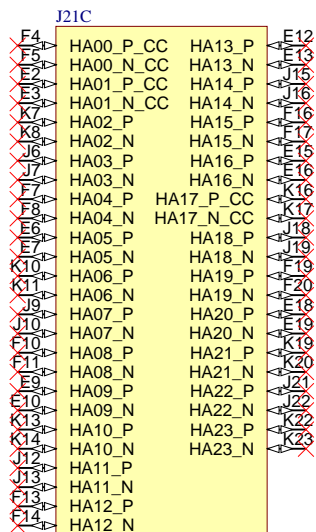 J21C
F4 HA00_P_CC HA13_P E12
F5 HA00_N_CC HA13_N E13
E2 HA01_P_CC HA14_P J15
E3 HA01_N_CC HA14_N J16
K7 HA02_P HA15_P F16
K8 HA02_N HA15_N F17
J6 HA03_P HA16_P E15
J7 HA03_N HA16_N E16
F7 HA04_P HA17_P_CC K16
F8 HA04_N HA17_N_CC K17
E6 HA05_P HA18_P J18
E7 HA05_N HA18_N J19
K10 HA06_P HA19_P F19
K11 HA06_N HA19_N F20
J9 HA07_P HA20_P E18
J10 HA07_N HA20_N E19
F10 HA08_P HA21_P K19
F11 HA08_N HA21_N K20
E9 HA09_P HA22_P J21
E10 HA09_N HA22_N J22
K13 HA10_P HA23_P K22
K14 HA10_N HA23_N K23
J12 HA11_P
J13 HA11_N
F13 HA12_P
F14 HA12_N